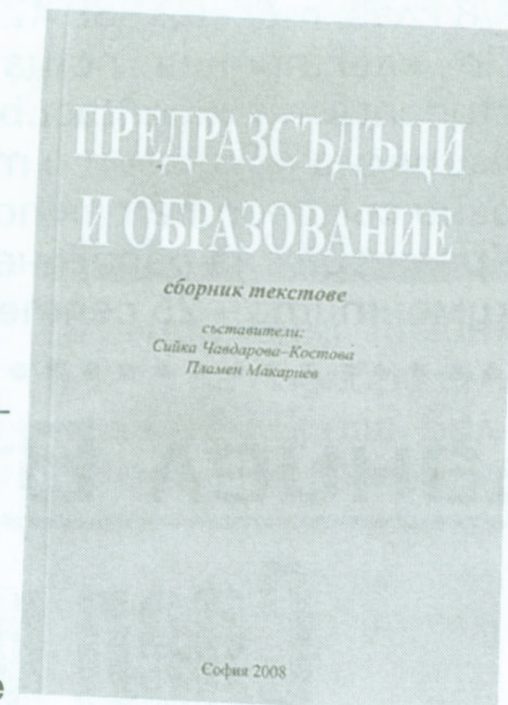 ПРЕДРАЗСЪДЪЦИ
И ОБРАЗОВАНИЕ
сборник текстове
съставители:
Сийка Чавдарова–Костова
Пламен Макариев
София 2008